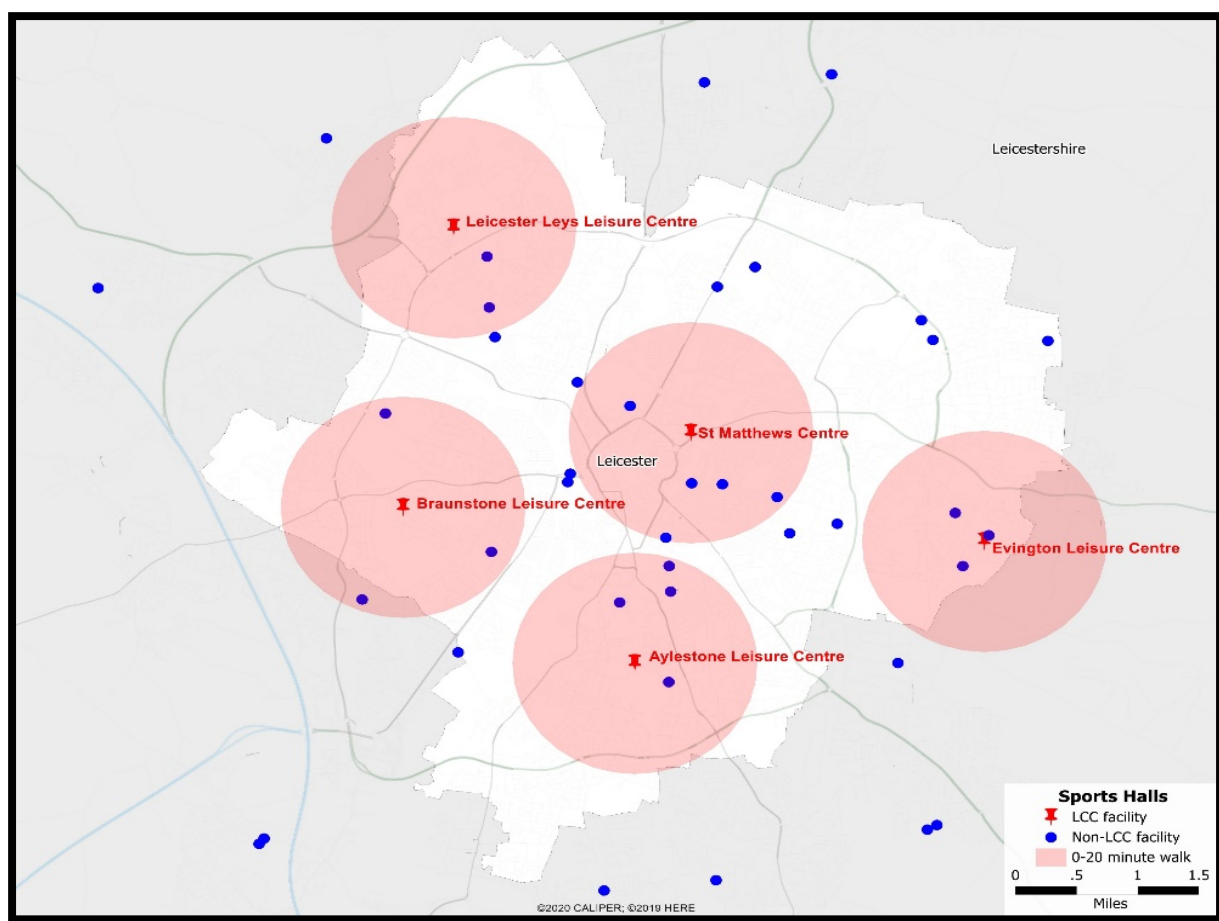 Leicestershire
Leicester Leys Leisure Centre
St Matthews Centre
Leicester
Braunstone Leisure Centre
Evington Leisure Centre
Aylestone Leisure Centre
Sports Halls
LCC facility
Non-LCC facility
0-20 minute walk
0 .5 1 1.5
Miles
©2020 CALIPER; ©2019 HERE